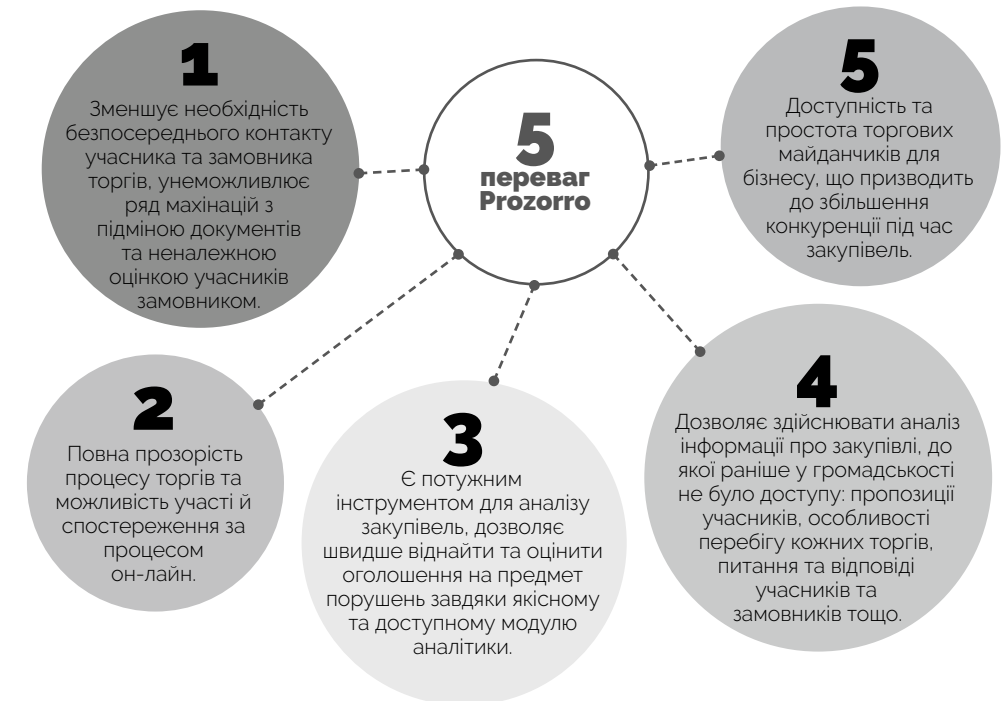 5
переваг
Prozorro
1
Зменшує необхідність
безпосереднього контакту
учасника та замовника
торгів, унеможливлює
ряд махінацій з
підміною документів
та неналежною
оцінкою учасників
замовником.
2
Повна прозорість
процесу торгів та
можливість участі й
спостереження за
процесом
он-лайн.
3
Є потужним
інструментом для аналізу
закупівель, дозволяє
швидше віднайти та оцінити
оголошення на предмет
порушень завдяки якісному
та доступному модулю
аналітики.
4
Дозволяє здійснювати аналіз
інформації про закупівлі, до
якої раніше у громадськості
не було доступу: пропозиції
учасників, особливості
перебігу кожних торгів,
питання та відповіді
учасників та
замовників тощо.
5
Доступність та
простота торгових
майданчиків для
бізнесу, що призводить
до збільшення
конкуренції під час
закупівель.